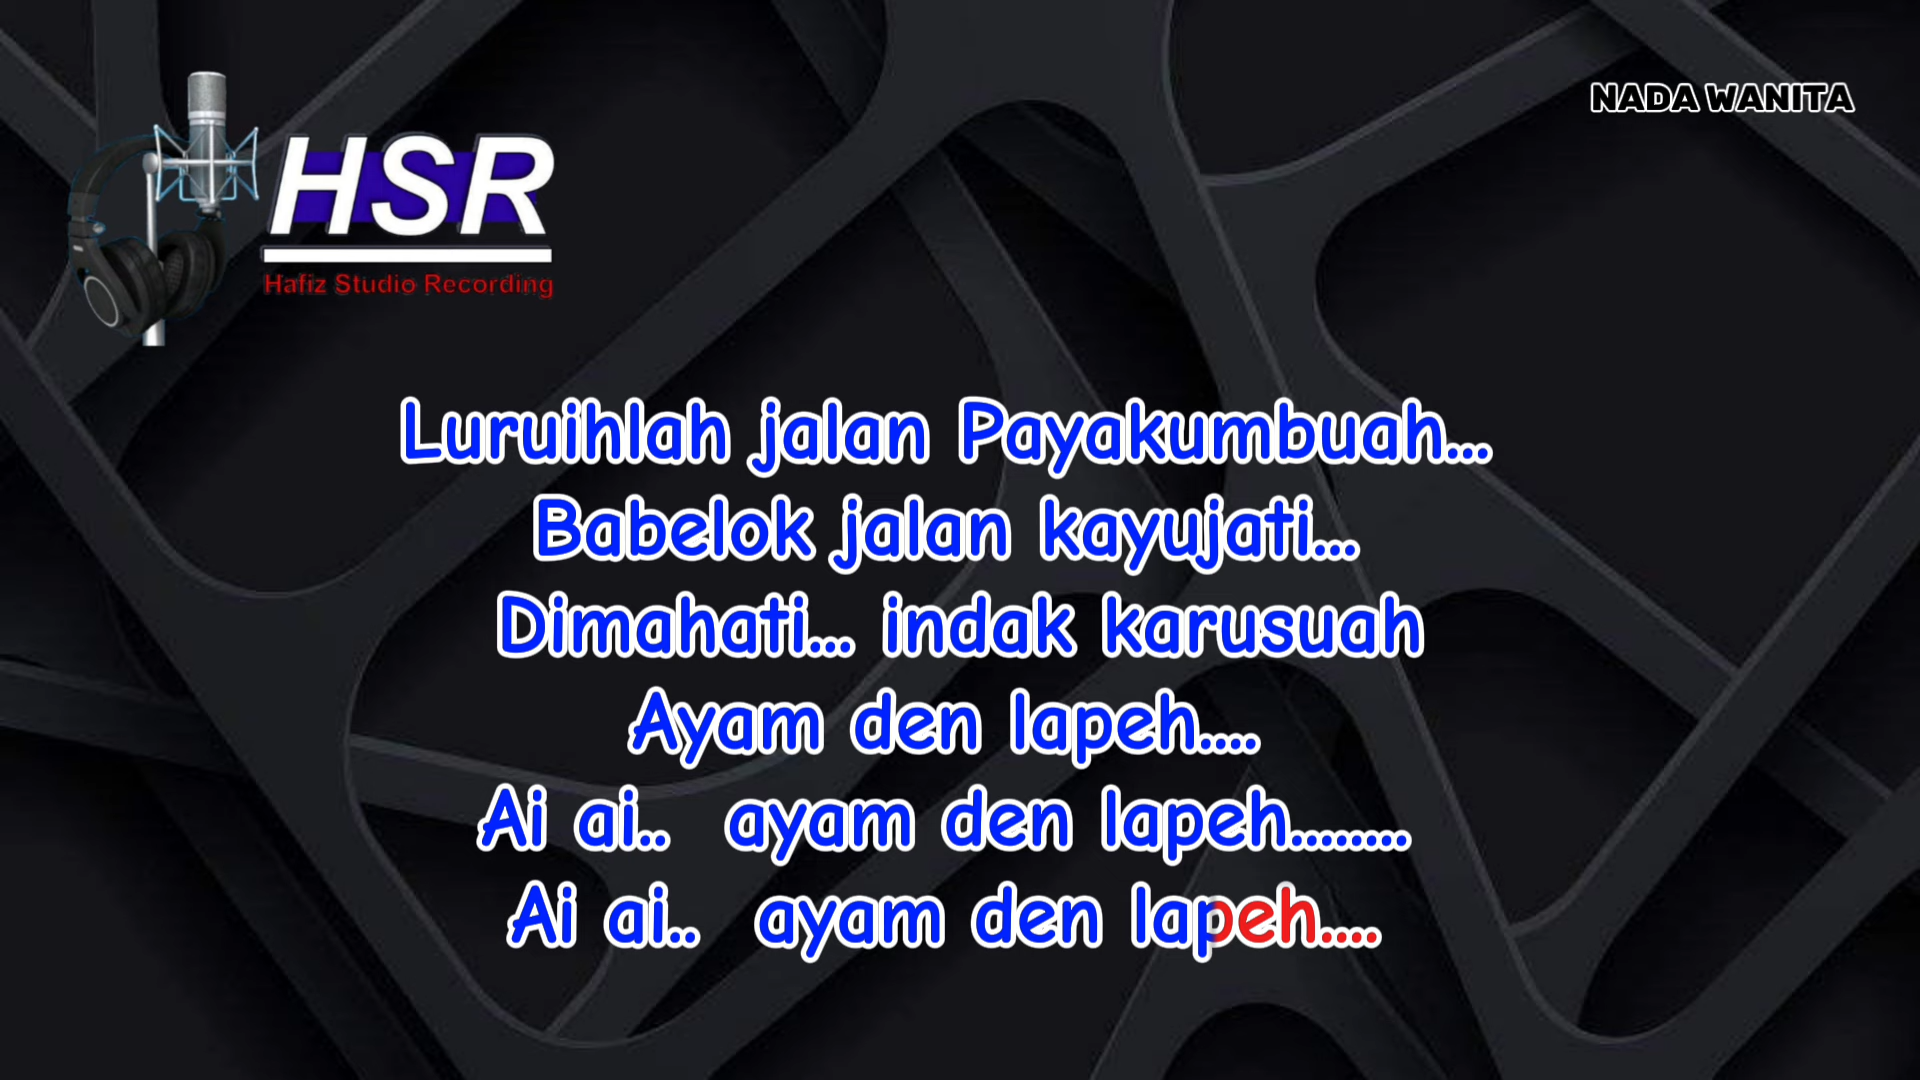 NADA WANITA
HSR
Hafiz Studio Recording
Luruihlah jalan Payakumbuah...
Babelok jalan kayujati...
Dimahati... indak karusuah
Ayam den lapeh....
Ai ai.. ayam den lapeh........
Ai ai.. ayam den lapeh....